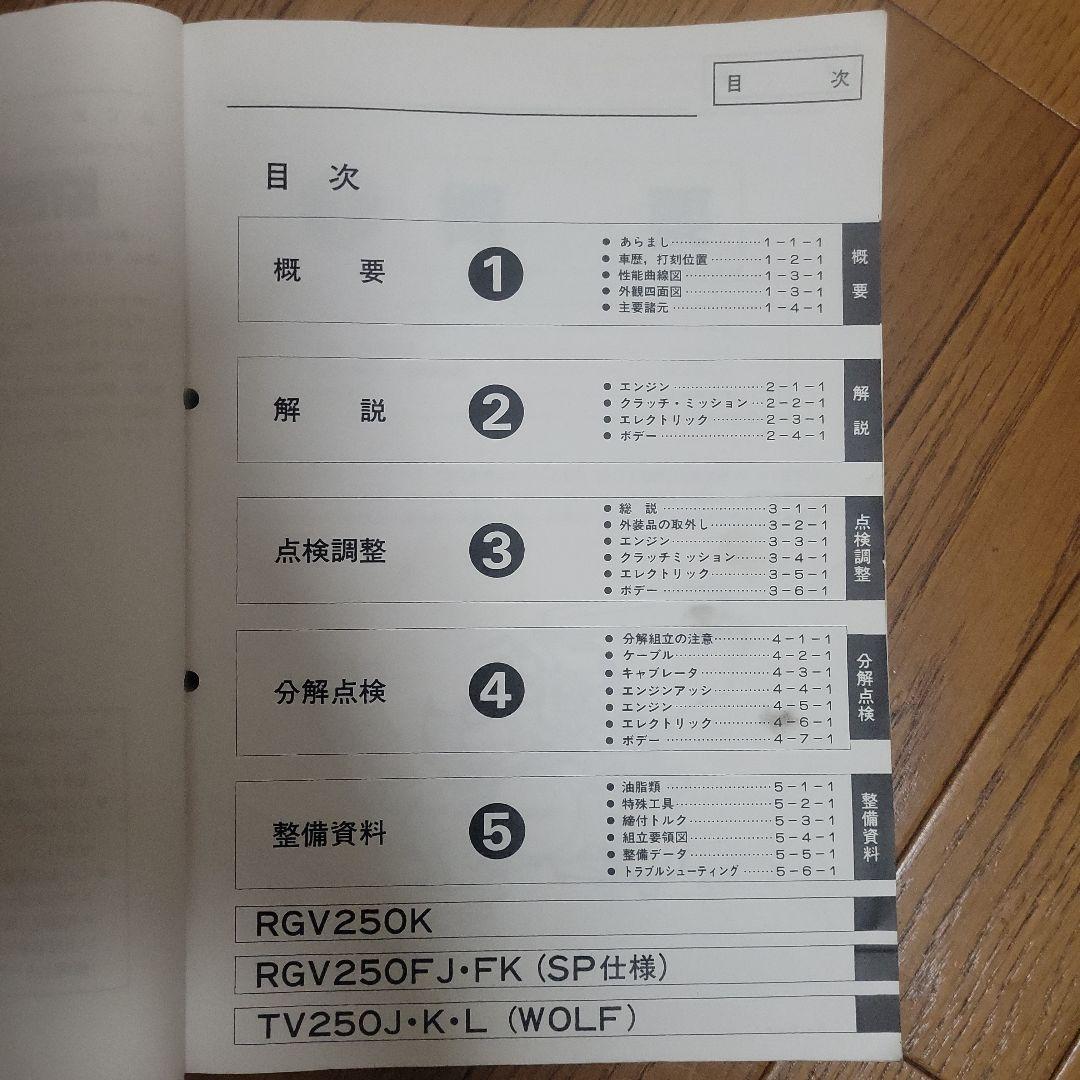 目 次
目 次
概 要 1
● あらまし……………1－1－1
● 車歴，打刻位置……………1－2－1
● 性能曲線図……………1－3－1
● 外観四面図……………1－3－1
● 主要諸元……………1－4－1
概要
解 説 2
● エンジン……………2－1－1
● クラッチ・ミッション…2－2－1
● エレクトリック……………2－3－1
● ボデー……………2－4－1
解説
点検調整 3
● 総 説……………3－1－1
● 外装品の取外し……………3－2－1
● エンジン……………3－3－1
● クラッチミッション……………3－4－1
● エレクトリック……………3－5－1
● ボデー……………3－6－1
点検調整
分解点検 4
● 分解組立の注意……………4－1－1
● ケーブル……………4－2－1
● キャブレータ……………4－3－1
● エンジンアッシ……………4－4－1
● エンジン……………4－5－1
● エレクトリック……………4－6－1
● ボデー……………4－7－1
分解点検
整備資料 5
● 油脂類……………5－1－1
● 特殊工具……………5－2－1
● 締付トルク……………5－3－1
● 組立要領図……………5－4－1
● 整備データ……………5－5－1
● トラブルシューティング……5－6－1
整備資料
RGV250K
RGV250FJ・FK（SP仕様）
TV250J・K・L（WOLF）